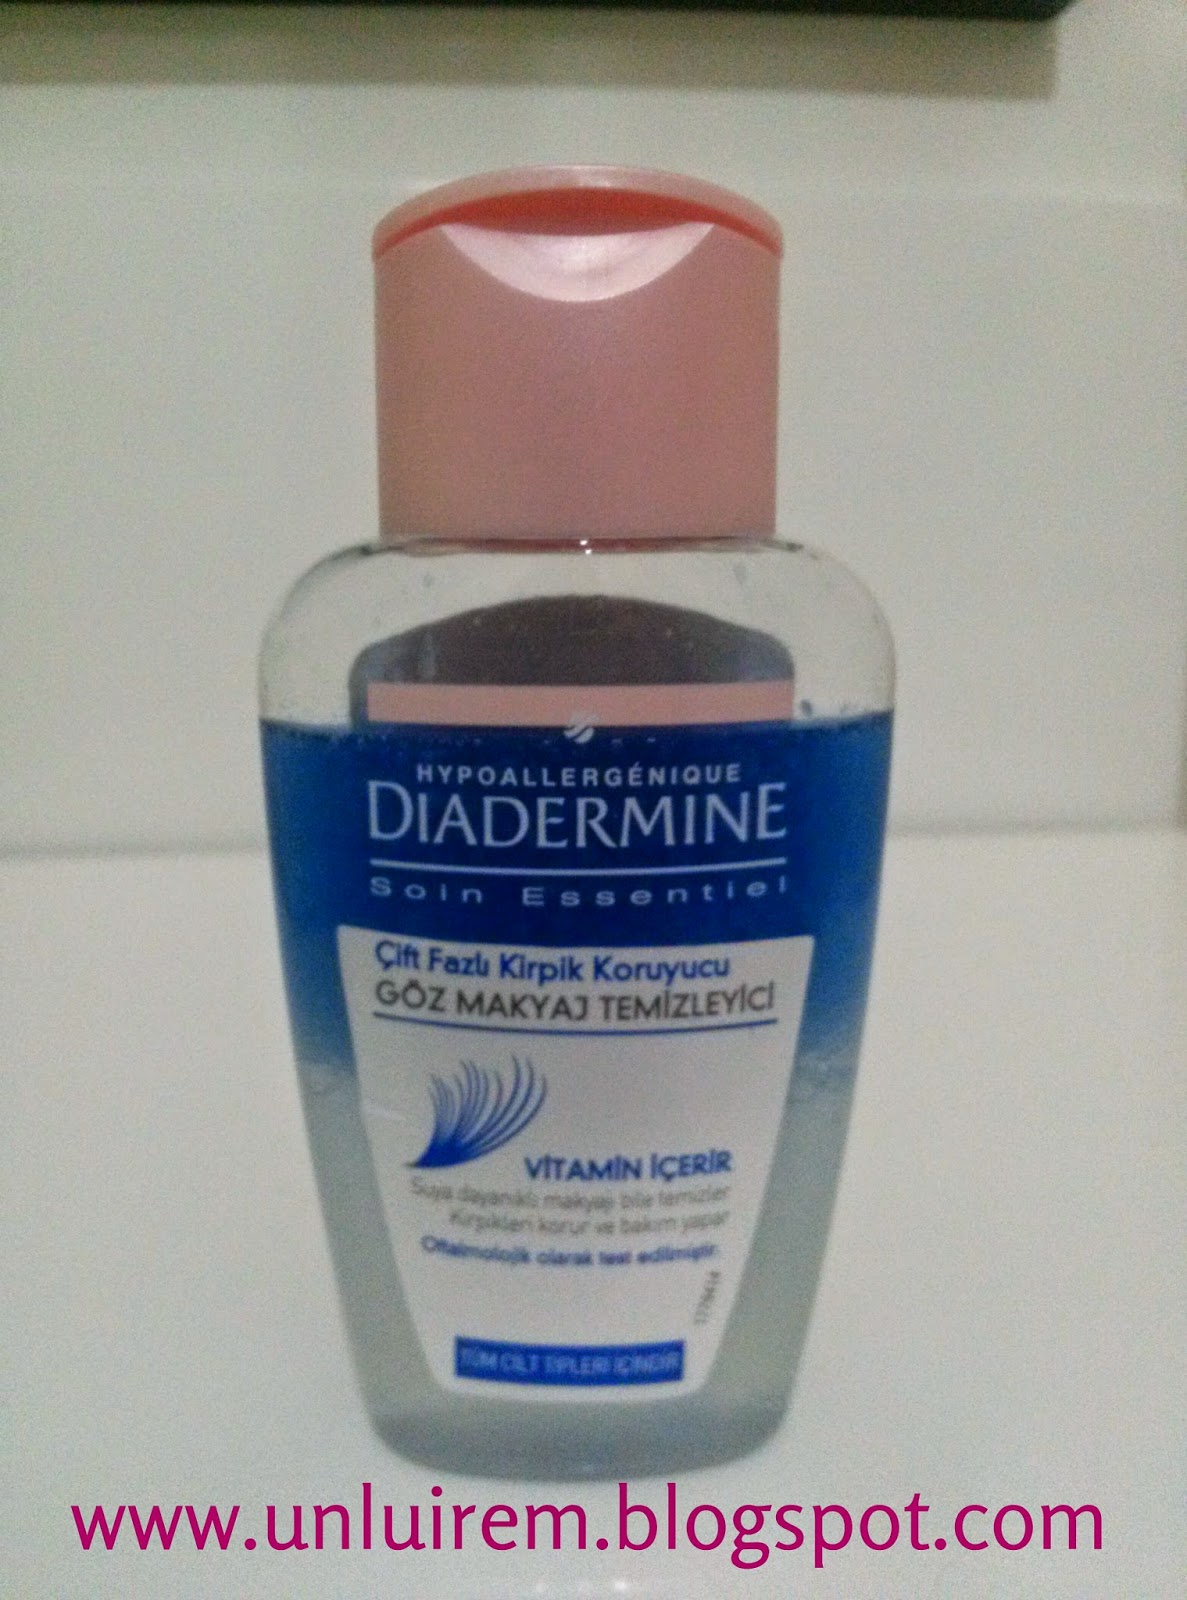 HYPOALLERGÉNIQUE
DIADERMINE
Soin Essentiel
Çift Fazlı Kirpik Koruyucu
GÖZ MAKYAJ TEMİZLEYİCİ
VİTAMİN İÇERİR
Suya dayanıklı makyajı bile temizler
Kirpikleri korur ve bakım yapar
Oftalmolojik olarak test edilmiştir.
TÜM CİLT TİPLERİ İÇİNDİR
www.unluirem.blogspot.com